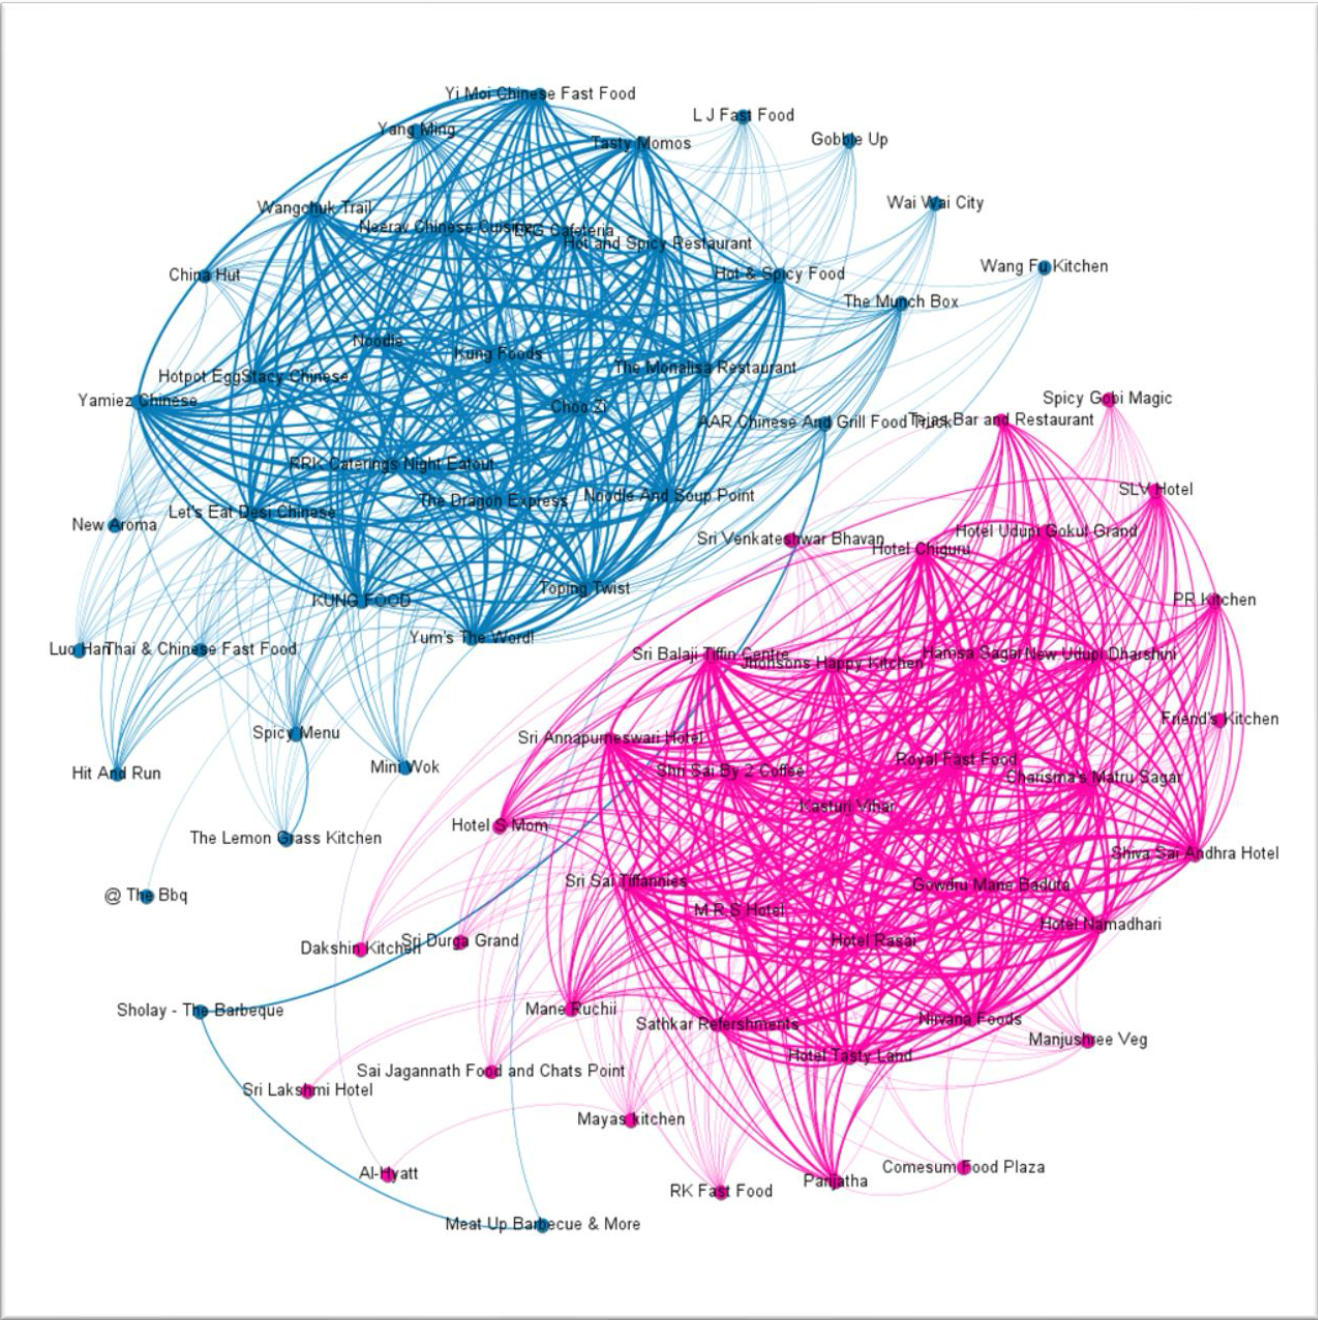 Yi Moi Chinese Fast Food
L J Fast Food
Yang Ming
Gobble Up
Tasty Momos
Wai Wai City
Wangchuk Trail
Neerav Chinese Cuisine
Cafeteria
Hot and Spicy Restaurant
Wang Fu Kitchen
China Hut
Hot & Spicy Food
The Munch Box
Noodle
Kung Foods
The Monalisa Restaurant
Hotpot EggStacy Chinese
Spicy Gobi Magic
Yamiez Chinese
Choo Zi
AAR Chinese And Grill Food Truck
Tejas Bar and Restaurant
RRK Caterings Night Eatout
SLV Hotel
The Dragon Express
Noodle And Soup Point
Let's Eat Desi Chinese
New Aroma
Sri Venkateshwar Bhavan
Hotel Udupi Gokul Grand
Hotel Chiguru
Toping Twist
KUNG FOOD
PR Kitchen
Yum's The Word!
Luo Han
Thai & Chinese Fast Food
Sri Balaji Tiffin Centre
Jhonsons Happy Kitchen
Hamsa Sagar
New Udupi Dharshini
Friend's Kitchen
Spicy Menu
Sri Annapurneswari Hotel
Hit And Run
Mini Wok
Shri Sai By 2 Coffee
Royal Fast Food
Charisma's Matru Sagar
Kasturi Vihar
Hotel S Mom
The Lemon Grass Kitchen
Shiva Sai Andhra Hotel
Sri Sai Tiffannies
Gowdru Mane Baduta
@ The Bbq
M R S Hotel
Hotel Namadhari
Dakshin Kitchen
Sri Durga Grand
Hotel Rasai
Sholay - The Barbeque
Mane Ruchii
Sathkar Refershments
Nirvana Foods
Manjushree Veg
Hotel Tasty Land
Sai Jagannath Food and Chats Point
Sri Lakshmi Hotel
Mayas kitchen
Al-Hyatt
Comesum Food Plaza
Parijatha
RK Fast Food
Meat Up Barbecue & More